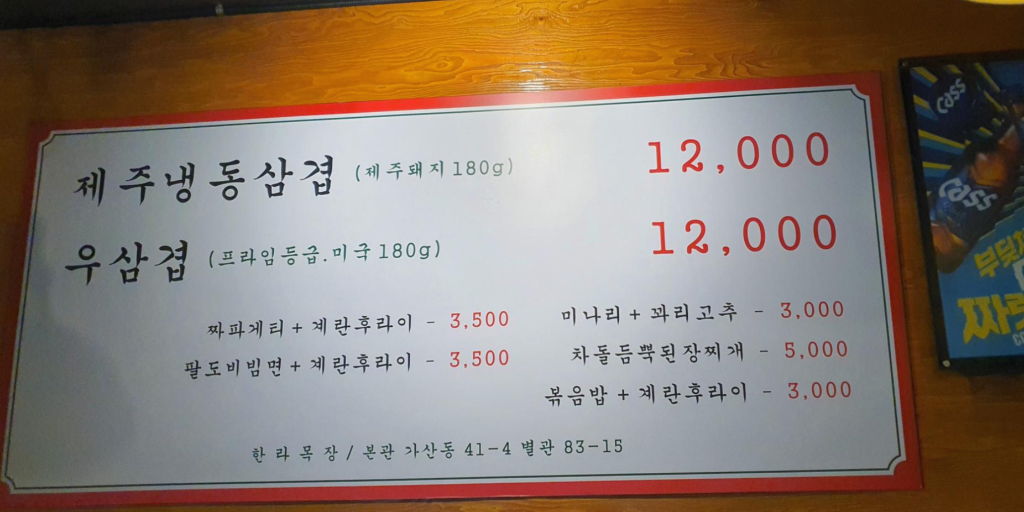 제주냉동삼겹 (제주돼지180g) 12,000
우삼겹 (프라임등급.미국180g) 12,000
짜파게티+계란후라이 - 3,500
팔도비빔면+계란후라이 - 3,500
미나리+꽈리고추 - 3,000
차돌듬뿍된장찌개 - 5,000
볶음밥+계란후라이 - 3,000
한라목장/본관 가산동 41-4 별관 83-15
Cass
Cass